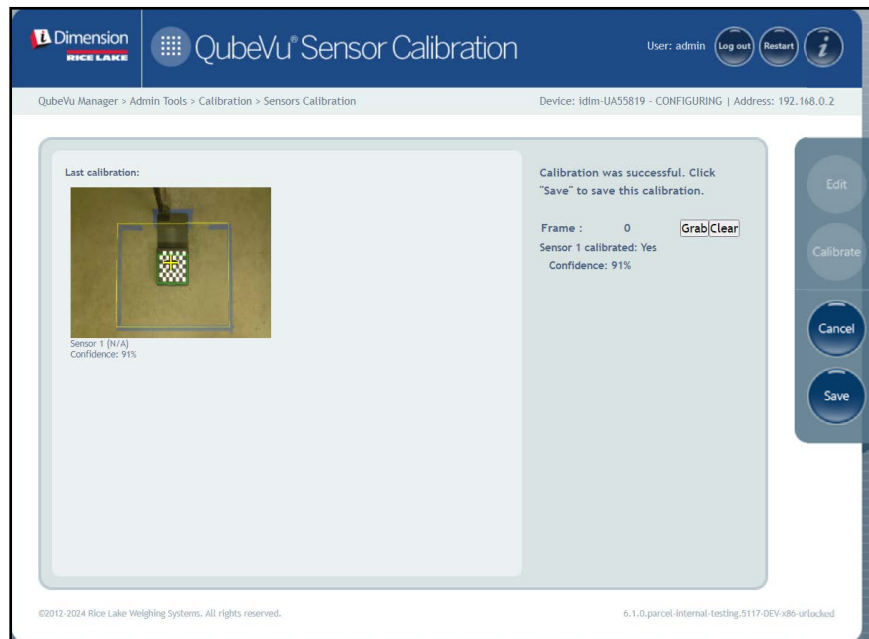 Dimension
RICE LAKE
QubeVu® Sensor Calibration
User: admin
Log out
Restart
i
QubeVu Manager > Admin Tools > Calibration > Sensors Calibration
Device: idim-UA55819 - CONFIGURING | Address: 192.168.0.2
Last calibration:
Sensor 1 (N/A)
Confidence: 91%
Calibration was successful. Click
"Save" to save this calibration.
Frame : 0 Grab Clear
Sensor 1 calibrated: Yes
Confidence: 91%
Edit
Calibrate
Cancel
Save
©2012-2024 Rice Lake Weighing Systems. All rights reserved.
6.1.0.parcel-internal-testing.5117-DEV-x86-urlocked